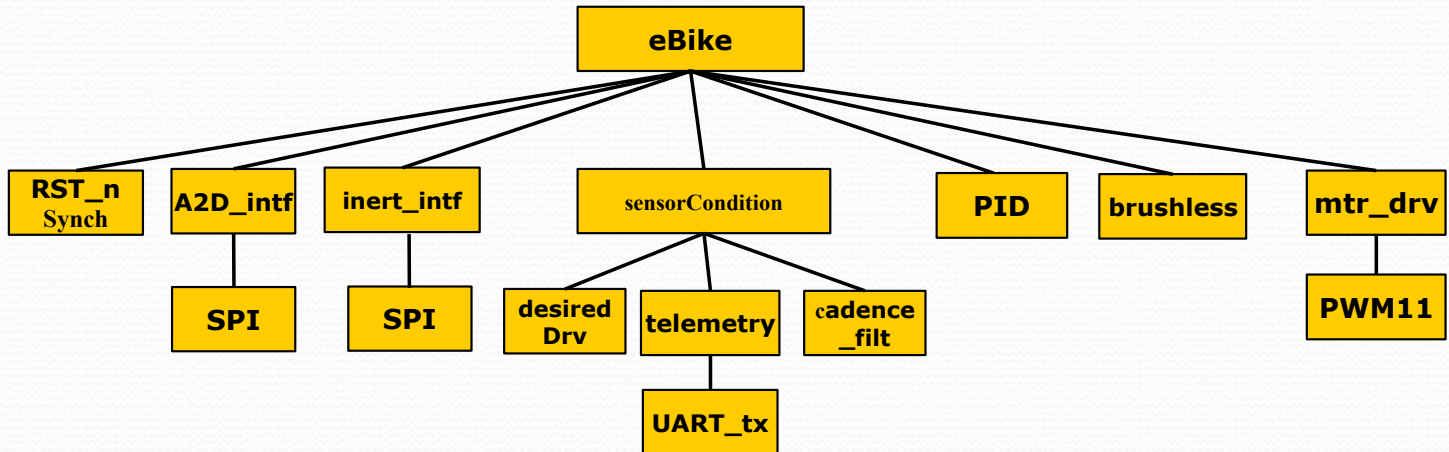 eBike
RST_n
Synch
A2D_intf
inert_intf
sensorCondition
PID
brushless
mtr_drv
SPI
SPI
desired
Drv
telemetry
cadence
_filt
PWM11
UART_tx